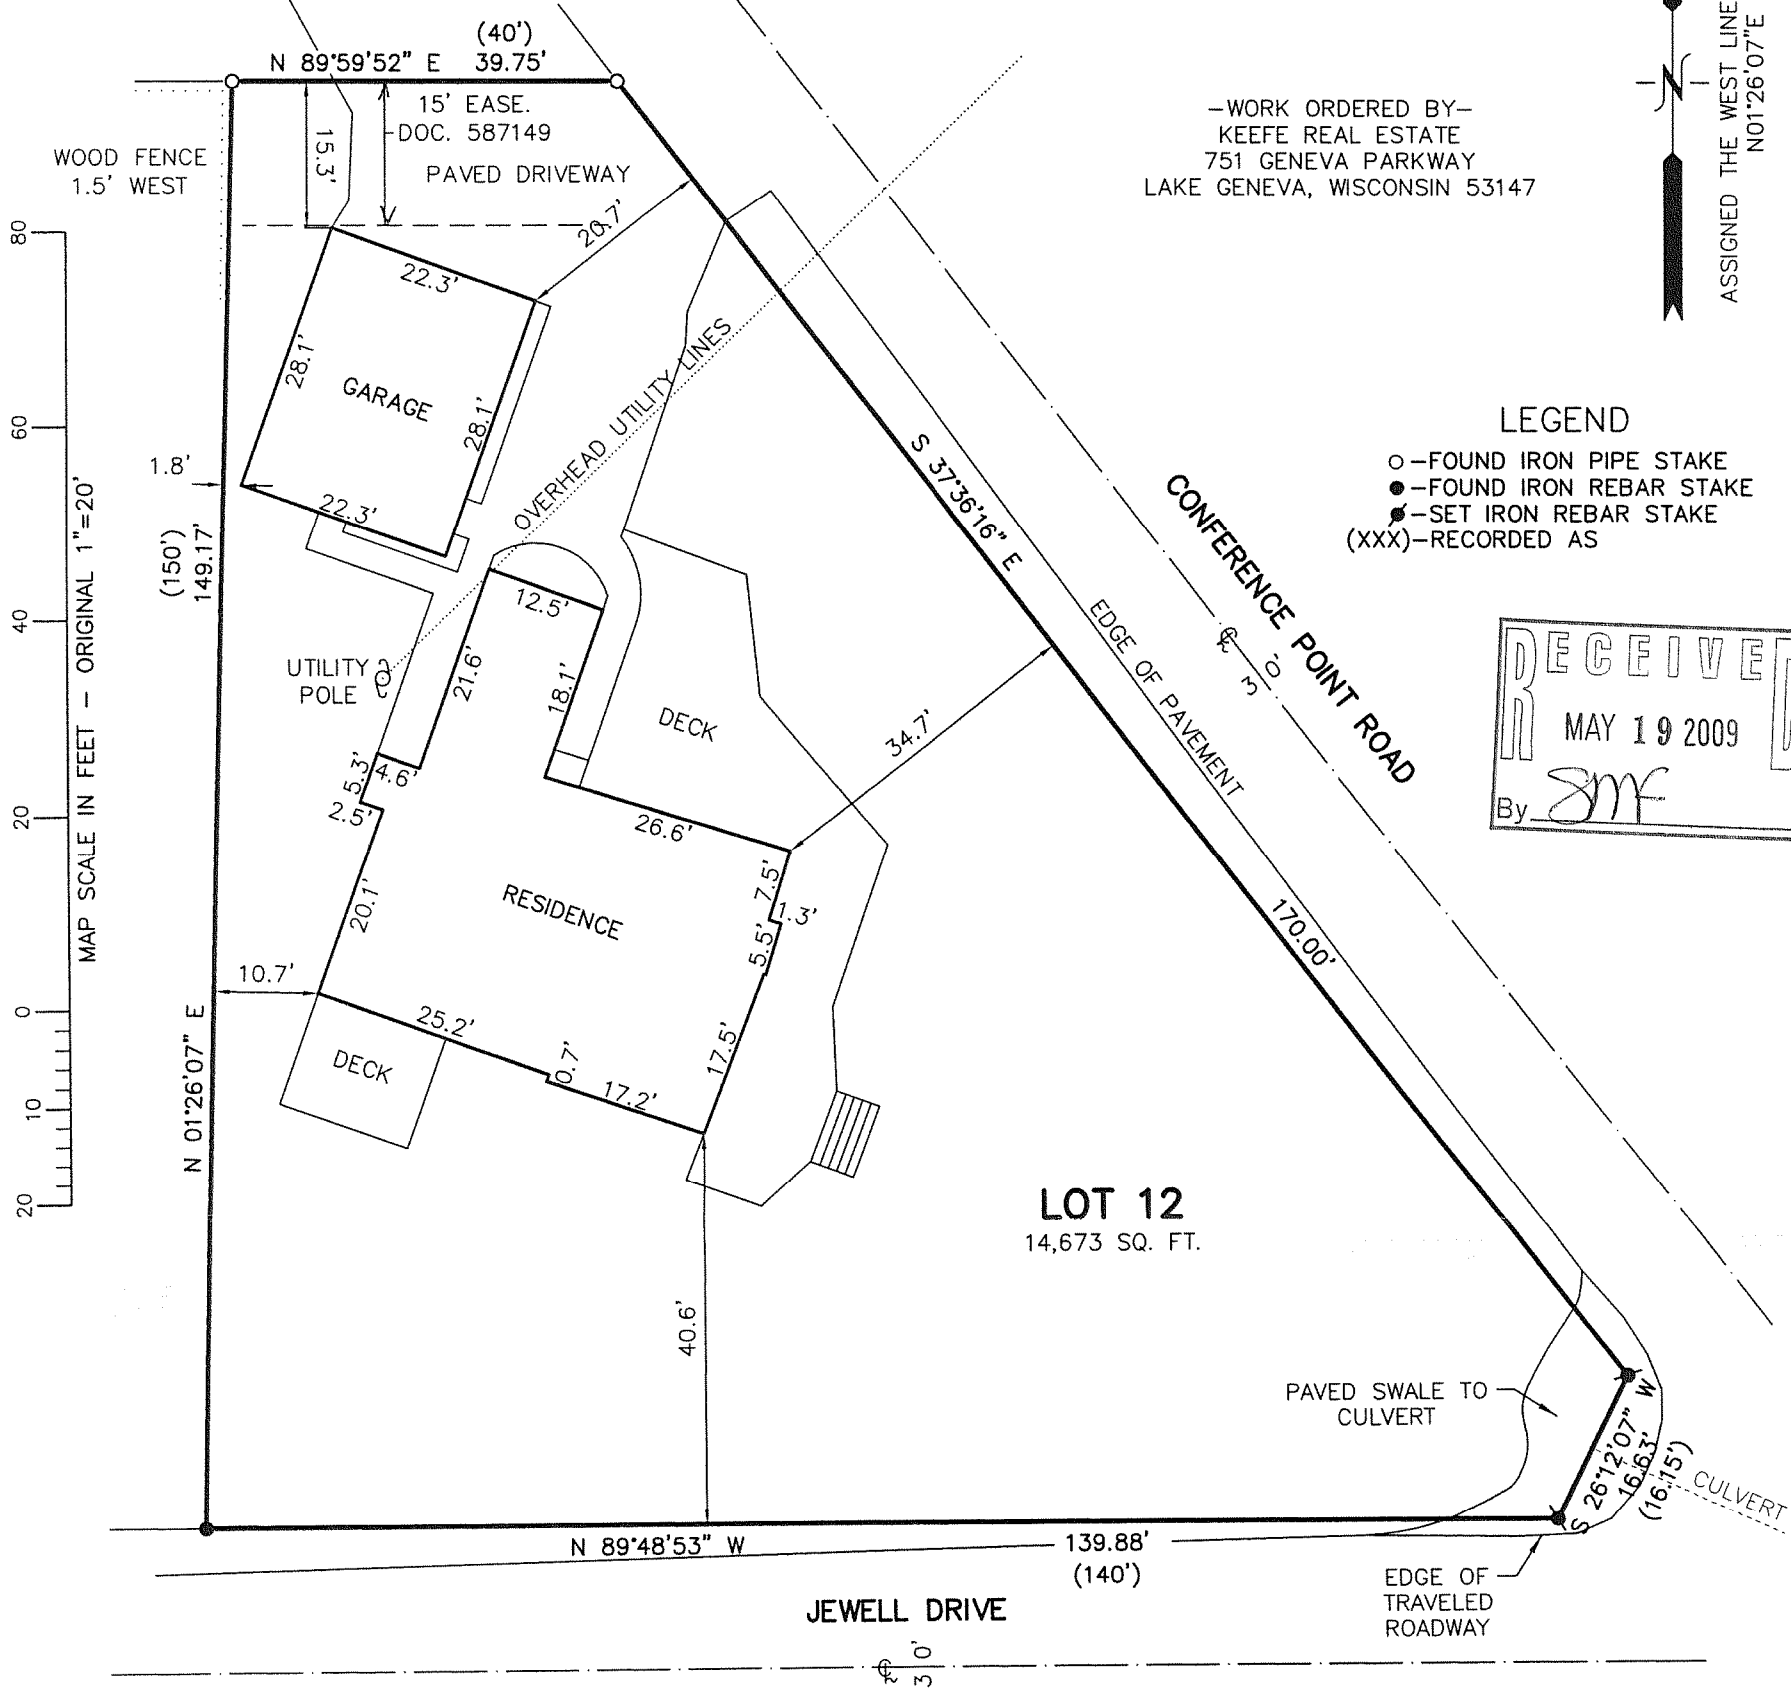 (40')
N 89°59'52" E 39.75'
15' EASE.
DOC. 587149
15.3'
WOOD FENCE
1.5' WEST
PAVED DRIVEWAY
20.7'
-WORK ORDERED BY-
KEEFE REAL ESTATE
751 GENEVA PARKWAY
LAKE GENEVA, WISCONSIN 53147
N
ASSIGNED THE WEST LINE
N01°26'07"E
22.3'
28.1'
GARAGE
28.1'
22.3'
1.8'
OVERHEAD UTILITY LINES
S 37°36'16" E
CONFERENCE POINT ROAD
30'
EDGE OF PAVEMENT
LEGEND
-FOUND IRON PIPE STAKE
-FOUND IRON REBAR STAKE
-SET IRON REBAR STAKE
(XXX)-RECORDED AS
RECEIVED
MAY 19 2009
By
80
60
40
20
0
10
20
MAP SCALE IN FEET - ORIGINAL 1"=20'
(150')
149.17'
N 01°26'07" E
UTILITY
POLE
12.5'
21.6'
18.1'
DECK
34.7'
5.3'
4.6'
2.5'
26.6'
20.1'
RESIDENCE
7.5'
1.3'
5.5'
170.00'
10.7'
25.2'
DECK
0.7'
17.2'
17.5'
40.6'
LOT 12
14,673 SQ. FT.
PAVED SWALE TO
CULVERT
S 26°12'07" W
16.63'
(16.15')
CULVERT
N 89°48'53" W 139.88'
(140')
EDGE OF
TRAVELED
ROADWAY
JEWELL DRIVE
30'